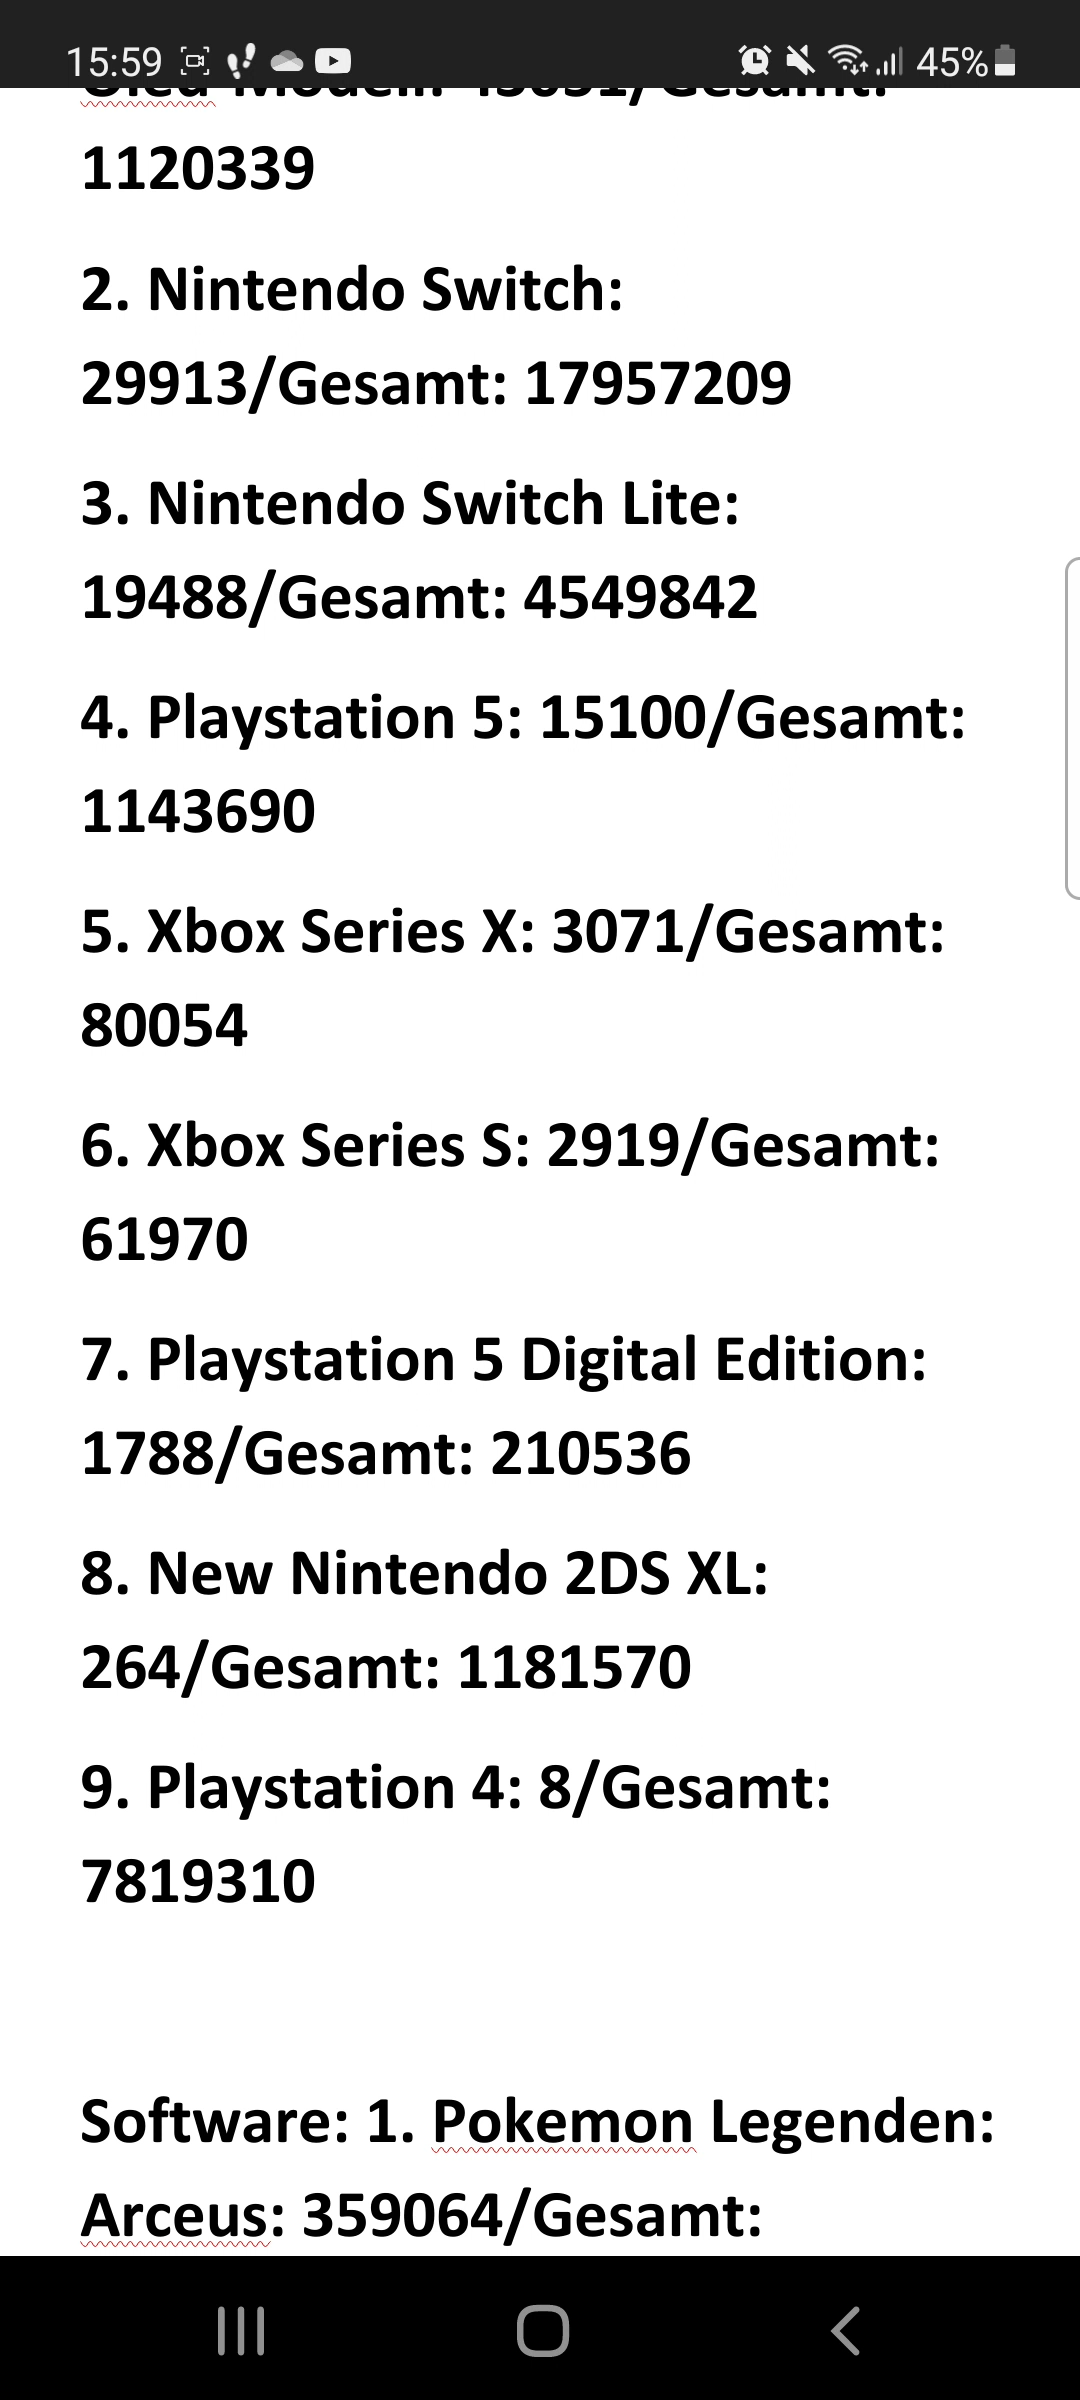 15:59
45%
1120339
2. Nintendo Switch:
29913/Gesamt: 17957209
3. Nintendo Switch Lite:
19488/Gesamt: 4549842
4. Playstation 5: 15100/Gesamt:
1143690
5. Xbox Series X: 3071/Gesamt:
80054
6. Xbox Series S: 2919/Gesamt:
61970
7. Playstation 5 Digital Edition:
1788/Gesamt: 210536
8. New Nintendo 2DS XL:
264/Gesamt: 1181570
9. Playstation 4: 8/Gesamt:
7819310
Software: 1. Pokemon Legenden:
Arceus: 359064/Gesamt: